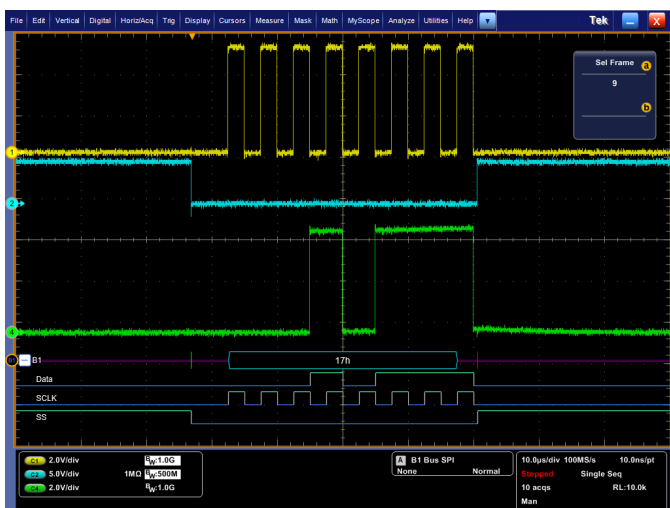 File Edit Vertical Digital Horiz/Acq Trig Display Cursors Measure Mask Math MyScope Analyze Utilities Help Tek X
Sel Frame a
9
b
1
2
4
B1 B1
17h
Data
SCLK
SS
C1 2.0V/div BW:1.0G
C2 5.0V/div 1MΩ BW:500M
C4 2.0V/div BW:1.0G
A B1 Bus SPI
None Normal
10.0µs/div 100MS/s 10.0ns/pt
Stopped Single Seq
10 acqs RL:10.0k
Man